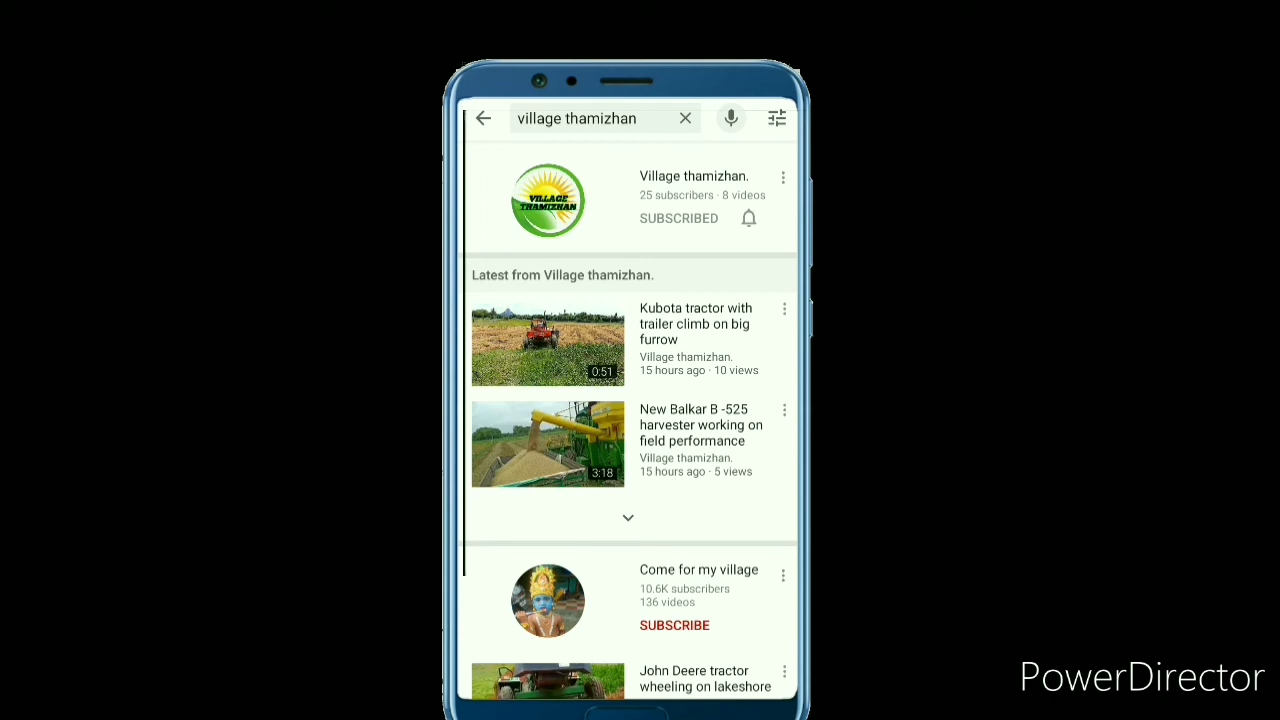 village thamizhan
VILLAGE
THAMIZHAN
Village thamizhan.
25 subscribers · 8 videos
SUBSCRIBED
Latest from Village thamizhan.
Kubota tractor with
trailer climb on big
furrow
Village thamizhan.
15 hours ago · 10 views
0:51
New Balkar B -525
harvester working on
field performance
Village thamizhan.
15 hours ago · 5 views
3:18
Come for my village
10.6K subscribers
136 videos
SUBSCRIBE
John Deere tractor
wheeling on lakeshore
PowerDirector